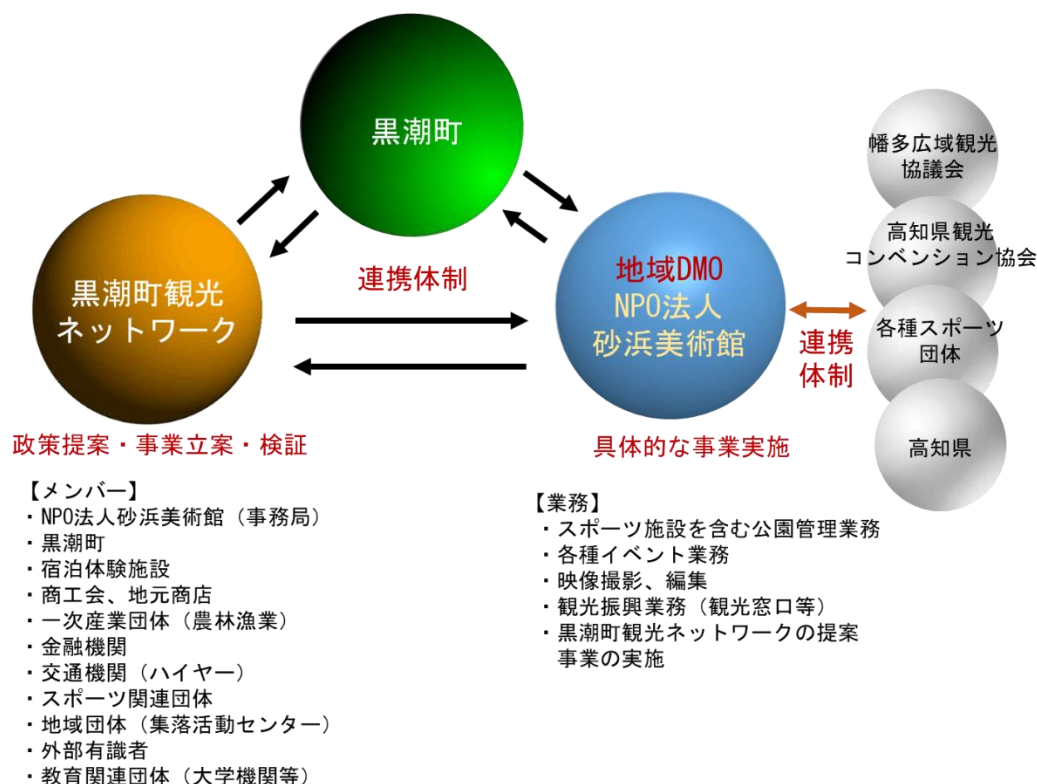 黒潮町
黒潮町観光
ネットワーク
連携体制
地域DMO
NPO法人
砂浜美術館
連携
体制
幡多広域観光
協議会
高知県観光
コンベンション協会
各種スポーツ
団体
高知県
政策提案・事業立案・検証
【メンバー】
・NPO法人砂浜美術館（事務局）
・黒潮町
・宿泊体験施設
・商工会、地元商店
・一次産業団体（農林漁業）
・金融機関
・交通機関（ハイヤー）
・スポーツ関連団体
・地域団体（集落活動センター）
・外部有識者
・教育関連団体（大学機関等）
具体的な事業実施
【業務】
・スポーツ施設を含む公園管理業務
・各種イベント業務
・映像撮影、編集
・観光振興業務（観光窓口等）
・黒潮町観光ネットワークの提案
事業の実施